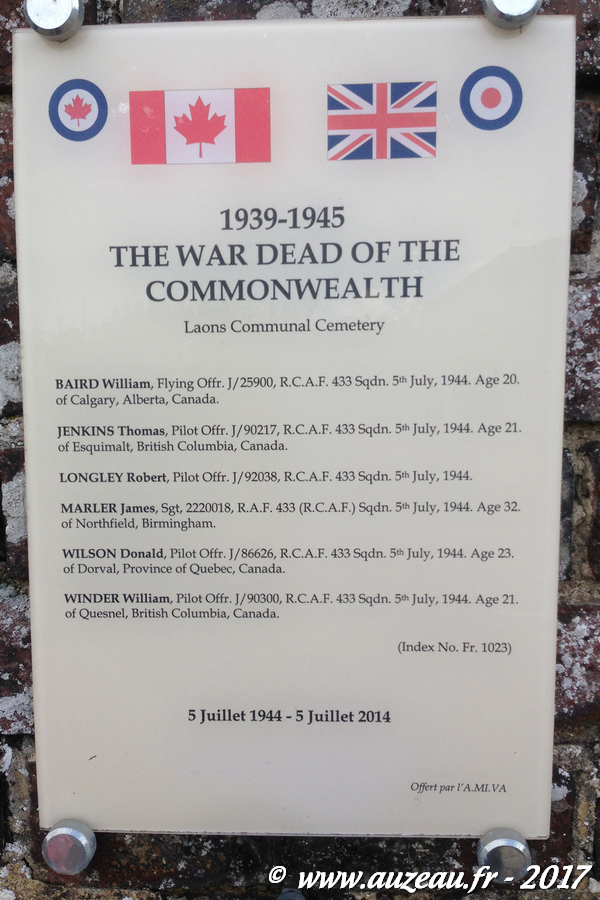 1939-1945
THE WAR DEAD OF THE
COMMONWEALTH
Laons Communal Cemetery
BAIRD William, Flying Offr. J/25900, R.C.A.F. 433 Sqdn. 5th July, 1944. Age 20.
of Calgary, Alberta, Canada.
JENKINS Thomas, Pilot Offr. J/90217, R.C.A.F. 433 Sqdn. 5th July, 1944. Age 21.
of Esquimalt, British Columbia, Canada.
LONGLEY Robert, Pilot Offr. J/92038, R.C.A.F. 433 Sqdn. 5th July, 1944.
MARLER James, Sgt, 2220018, R.A.F. 433 (R.C.A.F.) Sqdn. 5th July, 1944. Age 32.
of Northfield, Birmingham.
WILSON Donald, Pilot Offr. J/86626, R.C.A.F. 433 Sqdn. 5th July, 1944. Age 23.
of Dorval, Province of Quebec, Canada.
WINDER William, Pilot Offr. J/90300, R.C.A.F. 433 Sqdn. 5th July, 1944. Age 21.
of Quesnel, British Columbia, Canada.
(Index No. Fr. 1023)
5 Juillet 1944 - 5 Juillet 2014
Offert par l'A.MI.VA
© www.auzeau.fr - 2017